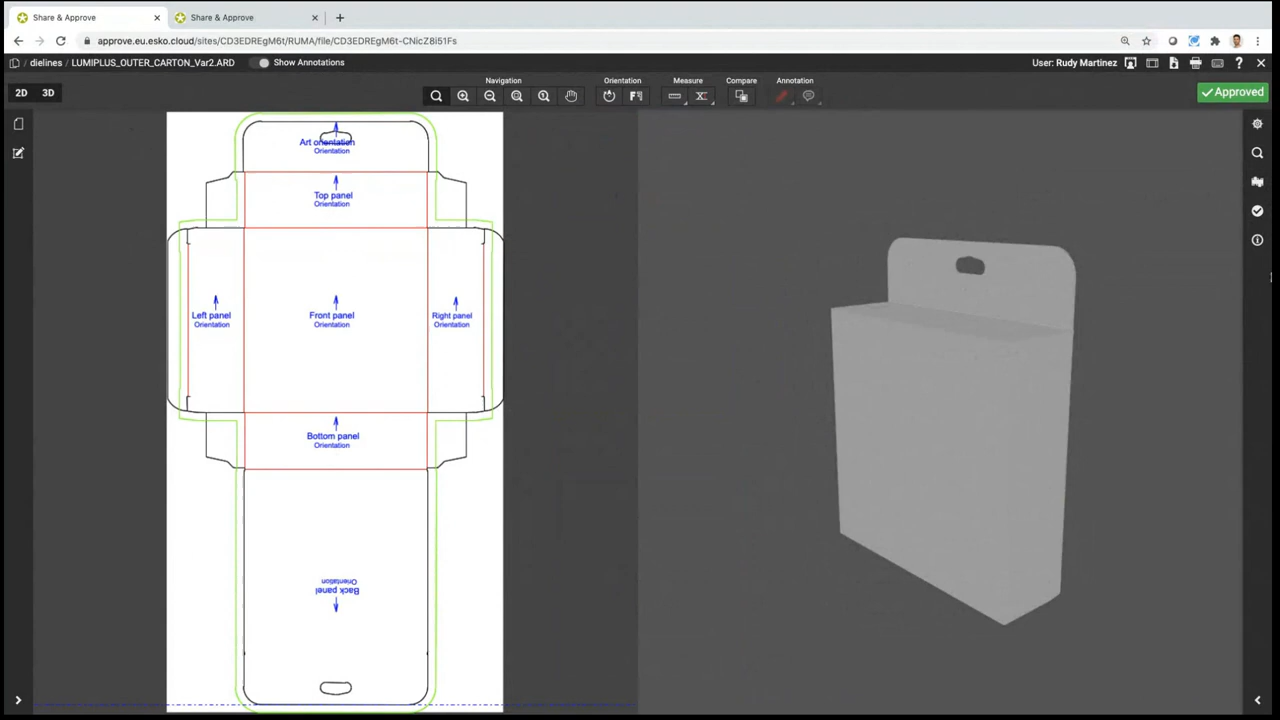 Share & Approve
Share & Approve
approve.eu.esko.cloud/sites/CD3EDREgM6t/RUMA/file/CD3EDREgM6t-CNicZ8i51Fs
/ dielines / LUMIPLUS_OUTER_CARTON_Var2.ARD
Show Annotations
User: Rudy Martinez
2D 3D
Navigation
Orientation
Measure
Compare
Annotation
Approved
Art orientation
Orientation
Top panel
Orientation
Left panel
Orientation
Front panel
Orientation
Right panel
Orientation
Bottom panel
Orientation
Back panel
Orientation